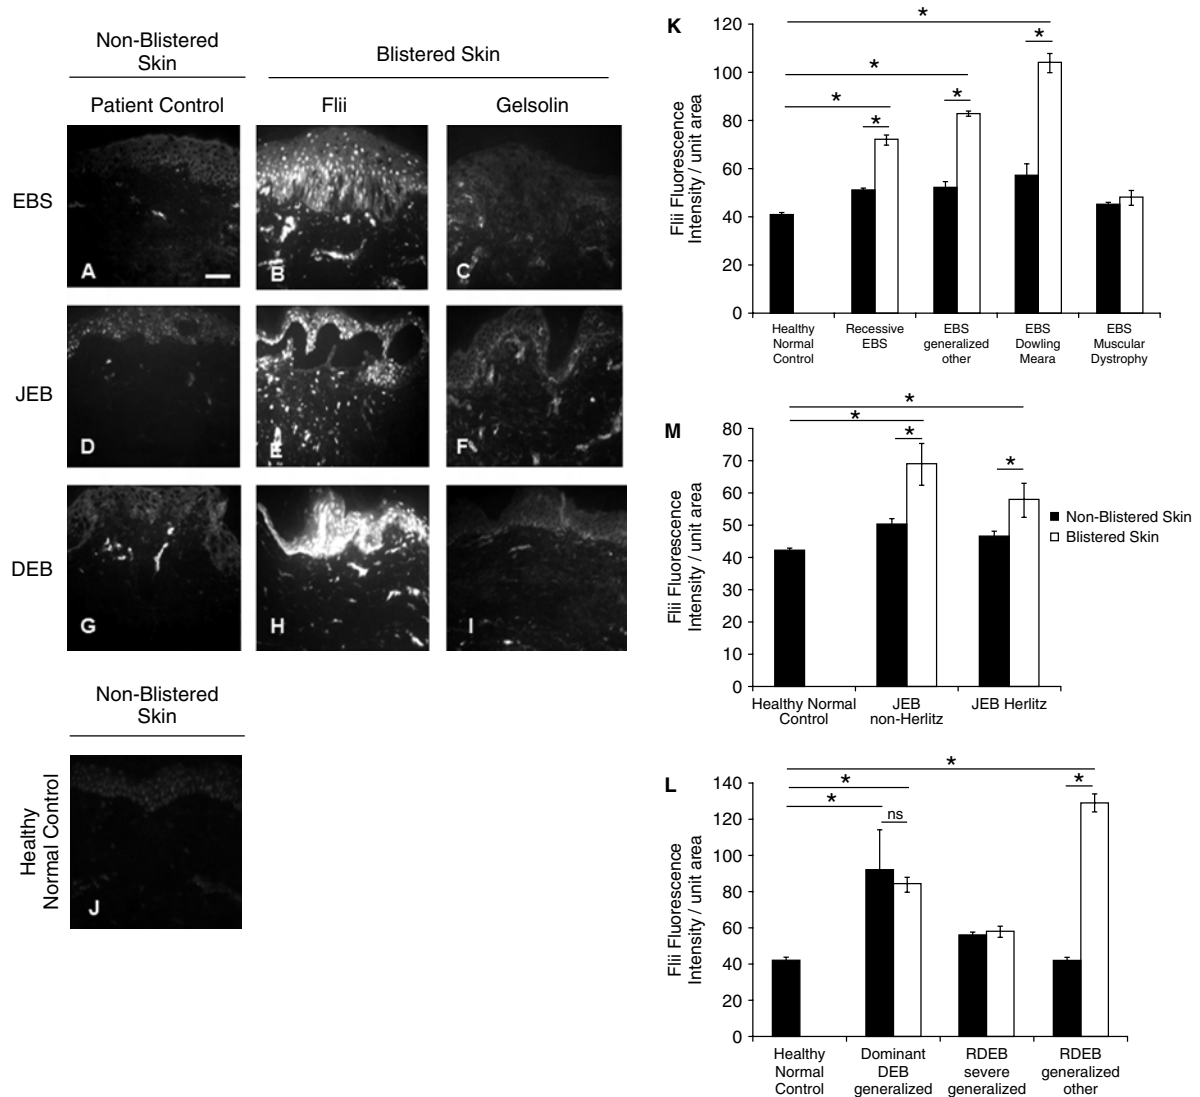 Non-Blistered
Skin
Blistered Skin
Patient Control
Flii
Gelsolin
EBS
A
B
C
JEB
D
E
F
DEB
G
H
I
Non-Blistered
Skin
Healthy
Normal Control
J
K
Flii Fluorescence
Intensity / unit area
120
100
80
60
40
20
0
*
*
*
*
*
*
Healthy
Normal
Control
Recessive
EBS
EBS
generalized
other
EBS
Dowling
Meara
EBS
Muscular
Dystrophy
M
Flii Fluorescence
Intensity / unit area
80
70
60
50
40
30
20
10
0
*
*
*
*
Healthy Normal
Control
JEB
non-Herlitz
JEB Herlitz
Non-Blistered Skin
Blistered Skin
L
Flii Fluorescence
Intensity / unit area
140
120
100
80
60
40
20
0
*
*
*
*
ns
Healthy
Normal
Control
Dominant
DEB
generalized
RDEB
severe
generalized
RDEB
generalized
other